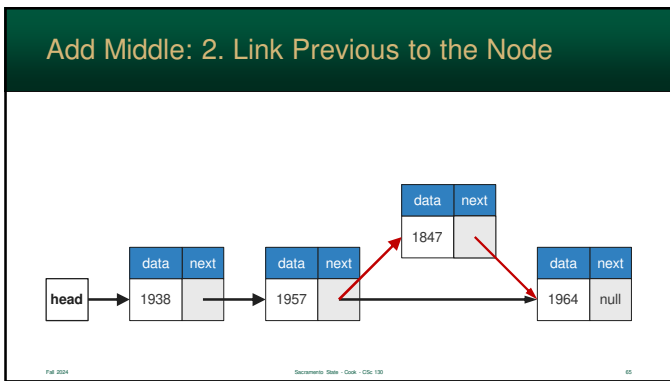 Add Middle: 2. Link Previous to the Node
data next
1847
data next
data next
data next
head
1938
1957
1964 null
Fall 2024
Sacramento State - Cook - CSc 130
65